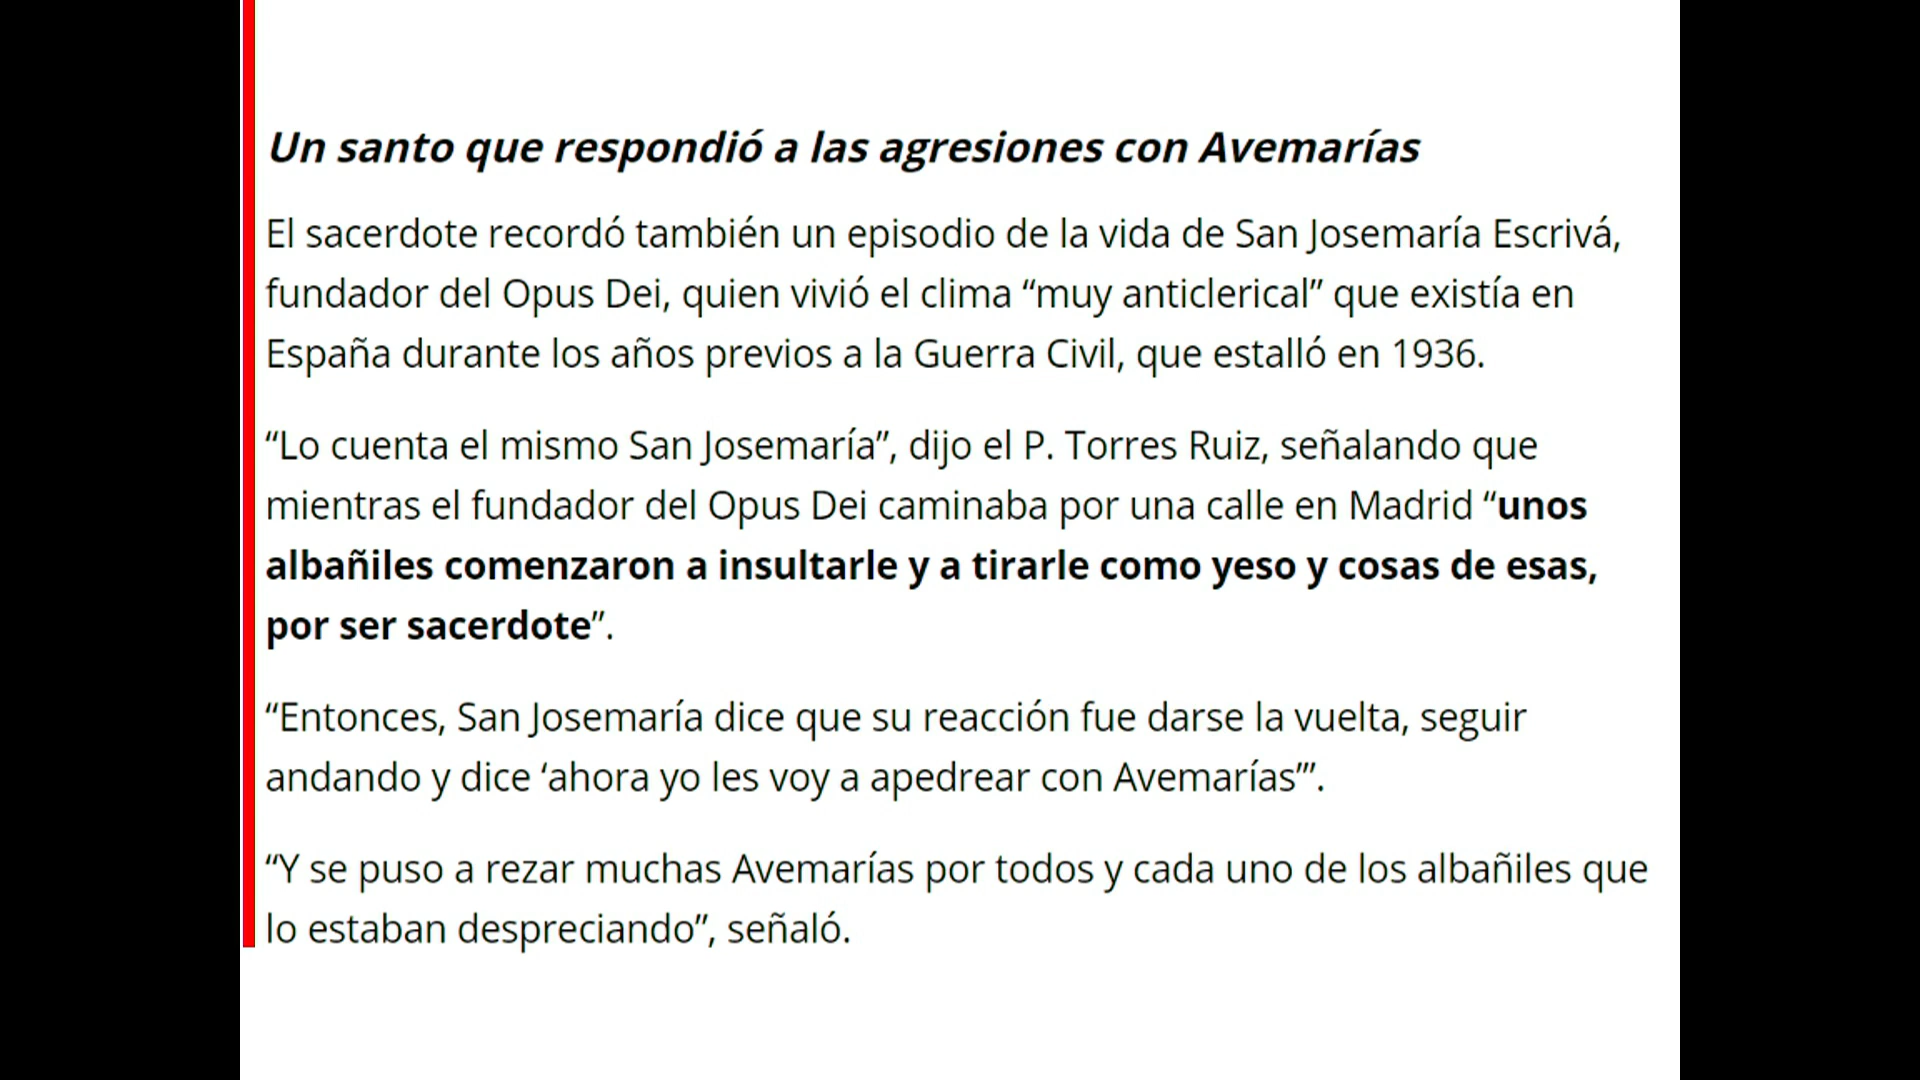 Un santo que respondió a las agresiones con Avemarías
El sacerdote recordó también un episodio de la vida de San Josemaría Escrivá,
fundador del Opus Dei, quien vivió el clima “muy anticlerical” que existía en
España durante los años previos a la Guerra Civil, que estalló en 1936.
“Lo cuenta el mismo San Josemaría”, dijo el P. Torres Ruiz, señalando que
mientras el fundador del Opus Dei caminaba por una calle en Madrid “unos
albañiles comenzaron a insultarle y a tirarle como yeso y cosas de esas,
por ser sacerdote”.
“Entonces, San Josemaría dice que su reacción fue darse la vuelta, seguir
andando y dice ‘ahora yo les voy a apedrear con Avemarías’”.
“Y se puso a rezar muchas Avemarías por todos y cada uno de los albañiles que
lo estaban despreciando”, señaló.